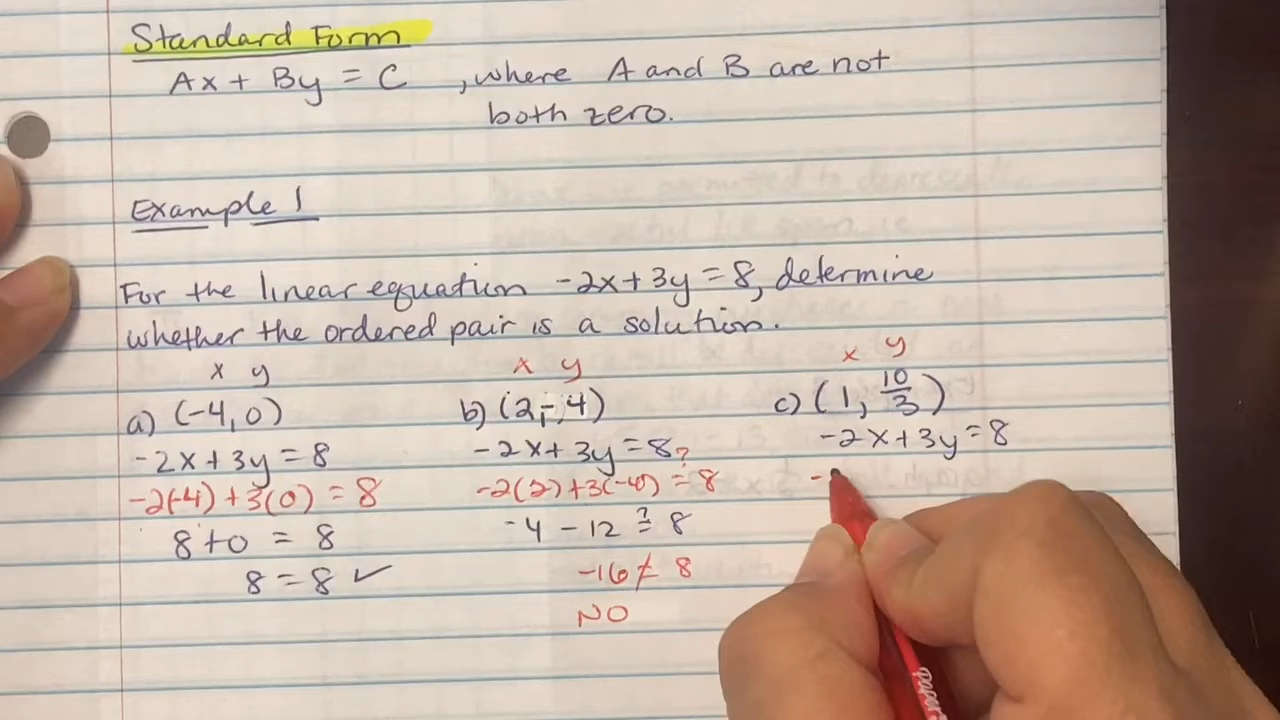 Standard Form
Ax + By = C , where A and B are not
both zero.
Example 1
For the linear equation -2x + 3y = 8, determine
whether the ordered pair is a solution.
x y
a) (-4, 0)
-2x + 3y = 8
-2(-4) + 3(0) = 8
8 + 0 = 8
8 = 8 ✓
x y
b) (2, -4)
-2x + 3y = 8
-2(2) + 3(-4) ?= 8
-4 - 12 ?= 8
-16 ≠ 8
NO
x y
c) (1, 10/3)
-2x + 3y = 8
-
Paper